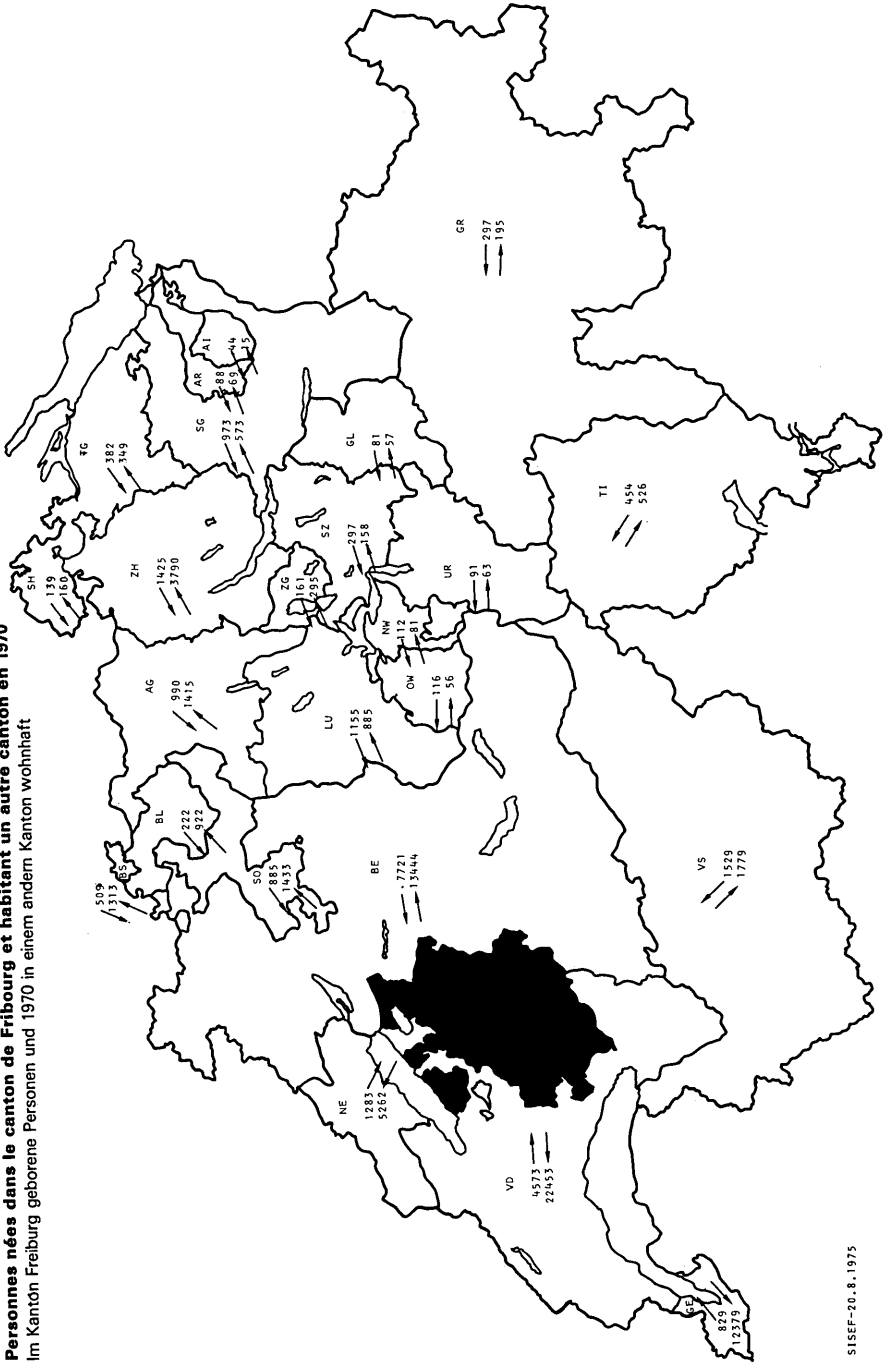 Personnes nées dans le canton de Fribourg et habitant un autre canton en 1970
Im Kantón Freiburg geborene Personen und 1970 in einem andern Kanton wohnhaft
SH
139
160
TG
382
349
BS
509
1313
BL
222
922
AG
990
1415
ZH
1425
3790
SG
973
573
AR
88
69
AI
44
15
SO
885
1433
LU
1155
885
ZG
161
295
SZ
297
158
GL
81
57
NE
1283
5262
BE
7721
13444
OW
116
56
NW
112
81
UR
91
63
GR
297
195
VD
4573
22453
VS
1529
1779
TI
454
526
GE
829
12379
SISEF-20.8.1975